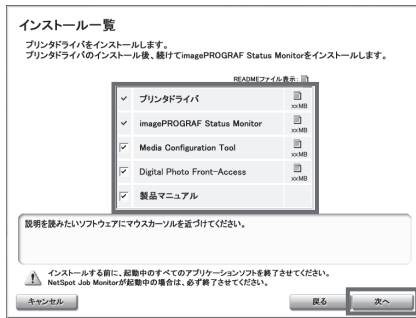 インストール一覧
プリンタドライバをインストールします。
プリンタドライバのインストール後、続けてimagePROGRAF Status Monitorをインストールします。
READMEファイル表示:
プリンタドライバ
xxMB
imagePROGRAF Status Monitor
xxMB
Media Configuration Tool
xxMB
Digital Photo Front-Access
xxMB
製品マニュアル
説明を読みたいソフトウェアにマウスカーソルを近づけてください。
インストールする前に、起動中のすべてのアプリケーションソフトを終了させてください。
NetSpot Job Monitorが起動中の場合は、必ず終了させてください。
キャンセル
戻る
次へ